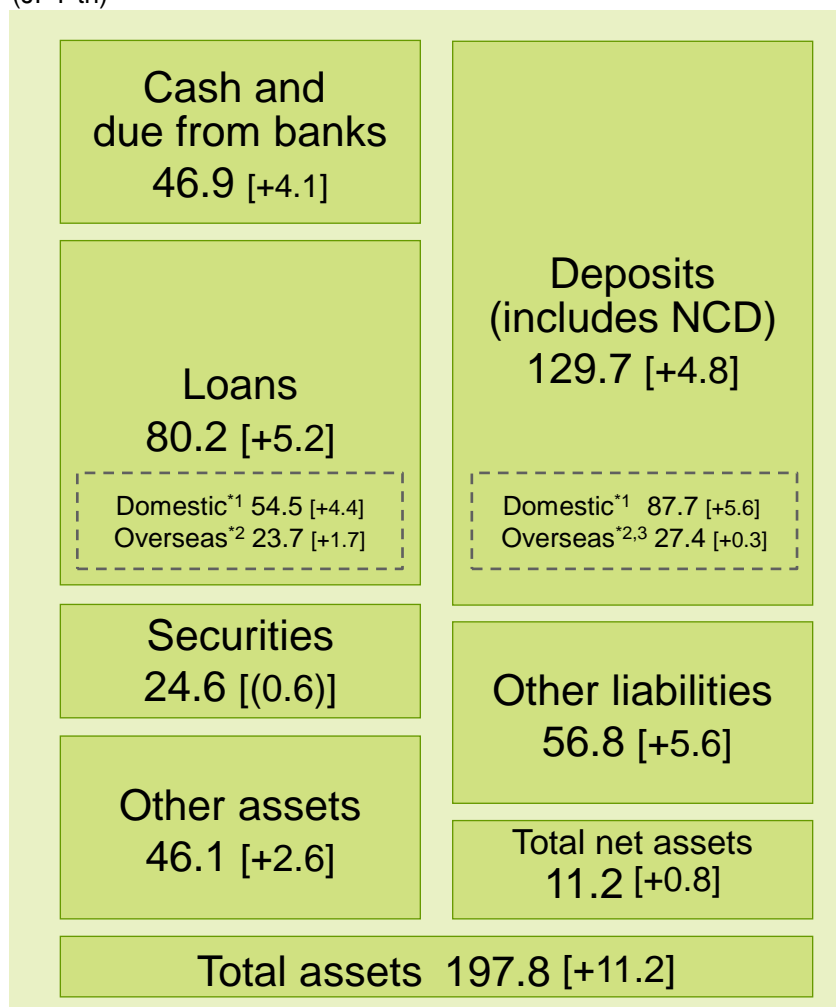 Cash and
due from banks
46.9 [+4.1]
Loans
80.2 [+5.2]
Domestic*1 54.5 [+4.4]
Overseas*2 23.7 [+1.7]
Securities
24.6 [(0.6)]
Other assets
46.1 [+2.6]
Deposits
(includes NCD)
129.7 [+4.8]
Domestic*1 87.7 [+5.6]
Overseas*2,3 27.4 [+0.3]
Other liabilities
56.8 [+5.6]
Total net assets
11.2 [+0.8]
Total assets 197.8 [+11.2]